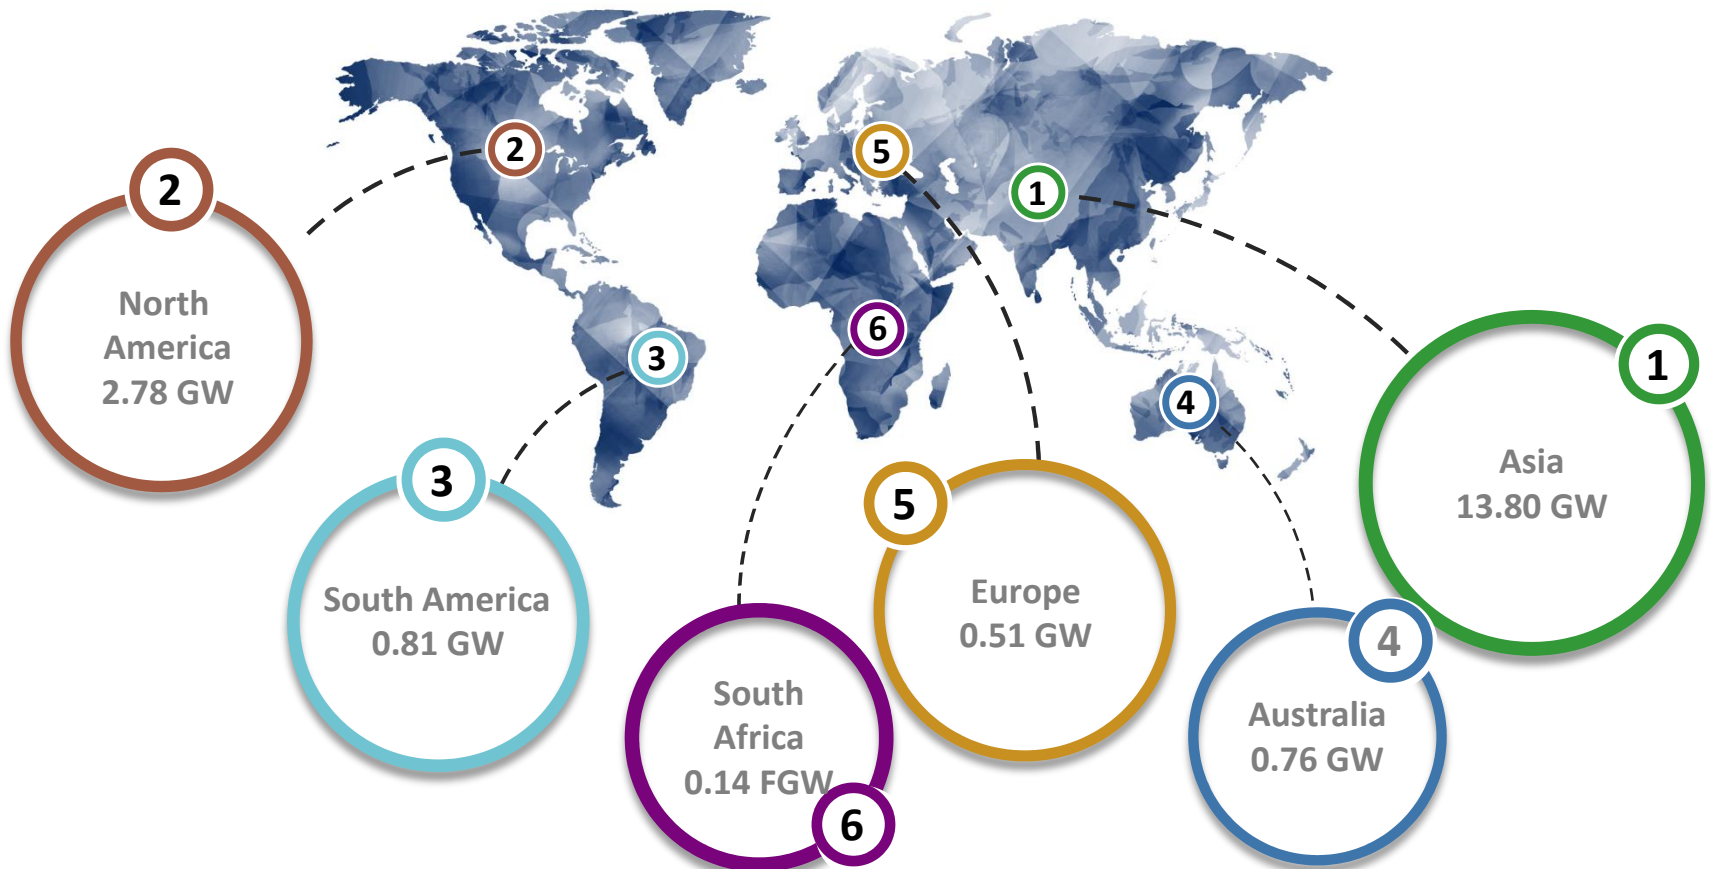 2
5
1
2
North
America
2.78 GW
6
3
1
4
3
Asia
13.80 GW
5
South America
0.81 GW
Europe
0.51 GW
4
South
Africa
0.14 FGW
Australia
0.76 GW
6